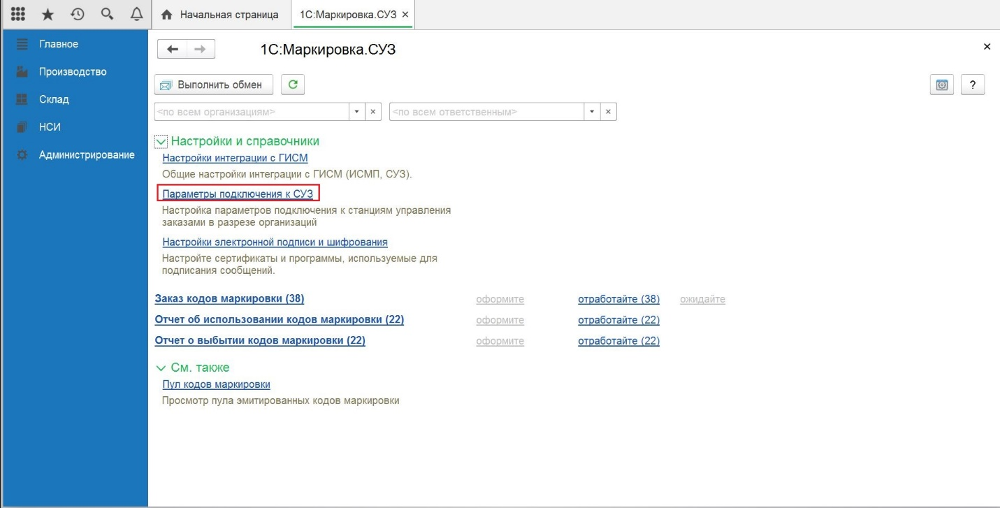 Начальная страница
1С:Маркировка.СУЗ ×
Главное
Производство
Склад
НСИ
Администрирование
1С:Маркировка.СУЗ
Выполнить обмен
?
<по всем организациям>
<по всем ответственным>
Настройки и справочники
Настройки интеграции с ГИСМ
Общие настройки интеграции с ГИСМ (ИСМП, СУЗ).
Параметры подключения к СУЗ
Настройка параметров подключения к станциям управления
заказами в разрезе организаций
Настройки электронной подписи и шифрования
Настройте сертификаты и программы, используемые для
подписания сообщений.
Заказ кодов маркировки (38) оформите отработайте (38) ожидайте
Отчет об использовании кодов маркировки (22) оформите отработайте (22)
Отчет о выбытии кодов маркировки (22) оформите отработайте (22)
См. также
Пул кодов маркировки
Просмотр пула эмитированных кодов маркировки